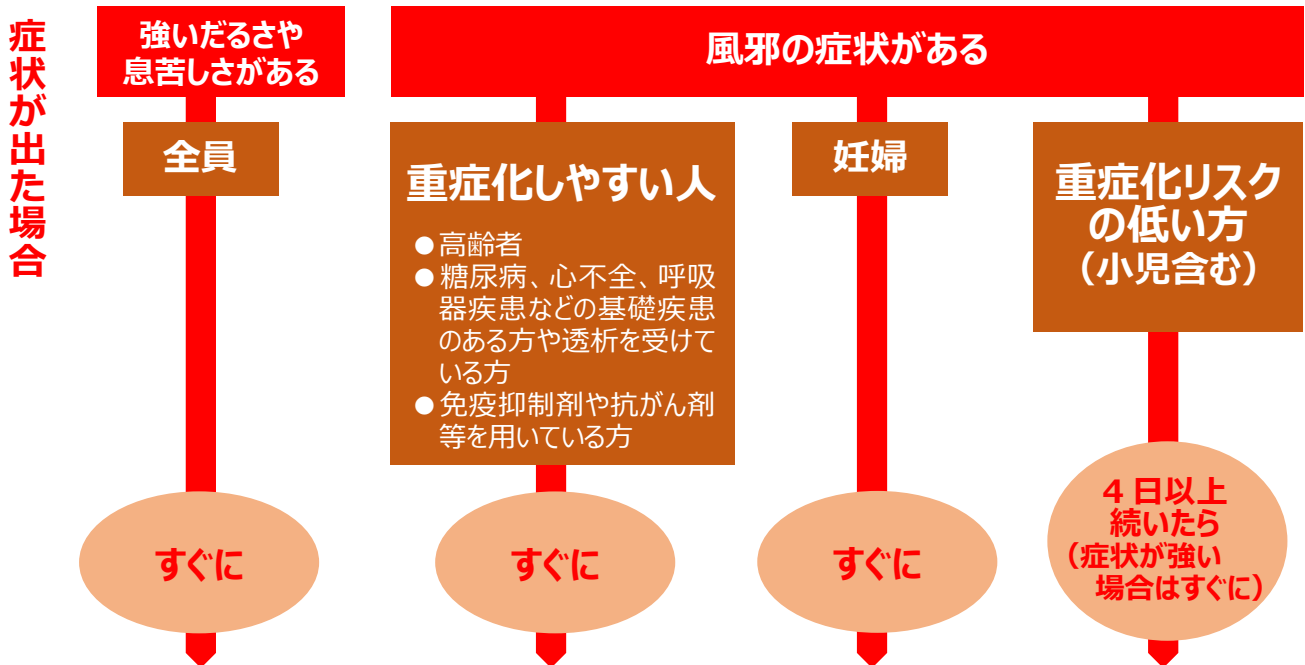 症状が出た場合
強いだるさや
息苦しさがある
風邪の症状がある
全員
重症化しやすい人
●高齢者
●糖尿病、心不全、呼吸
器疾患などの基礎疾患
のある方や透析を受けて
いる方
●免疫抑制剤や抗がん剤
等を用いている方
妊婦
重症化リスク
の低い方
（小児含む）
すぐに
すぐに
すぐに
４日以上
続いたら
（症状が強い
場合はすぐに）